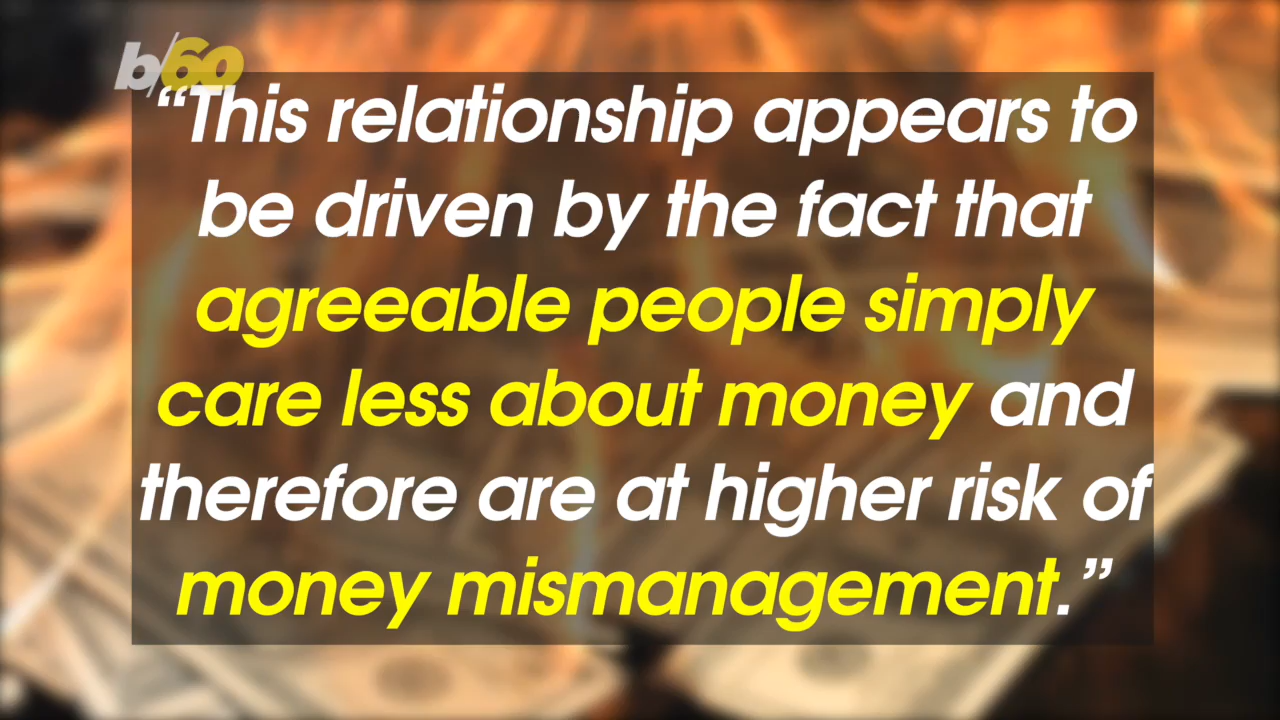 b/60
“This relationship appears to
be driven by the fact that
agreeable people simply
care less about money and
therefore are at higher risk of
money mismanagement.”